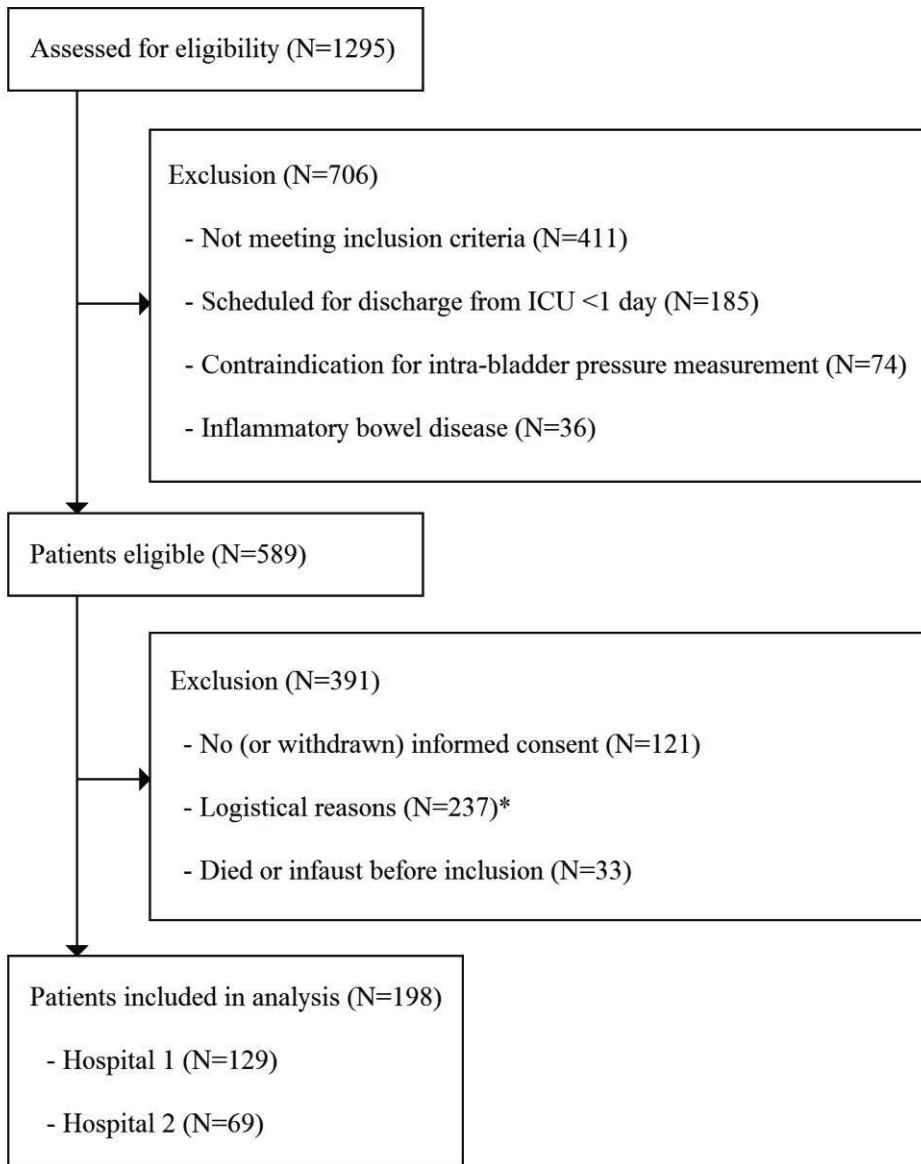 Assessed for eligibility (N=1295)
Exclusion (N=706)
- Not meeting inclusion criteria (N=411)
- Scheduled for discharge from ICU <1 day (N=185)
- Contraindication for intra-bladder pressure measurement (N=74)
- Inflammatory bowel disease (N=36)
Patients eligible (N=589)
Exclusion (N=391)
- No (or withdrawn) informed consent (N=121)
- Logistical reasons (N=237)*
- Died or infaust before inclusion (N=33)
Patients included in analysis (N=198)
- Hospital 1 (N=129)
- Hospital 2 (N=69)